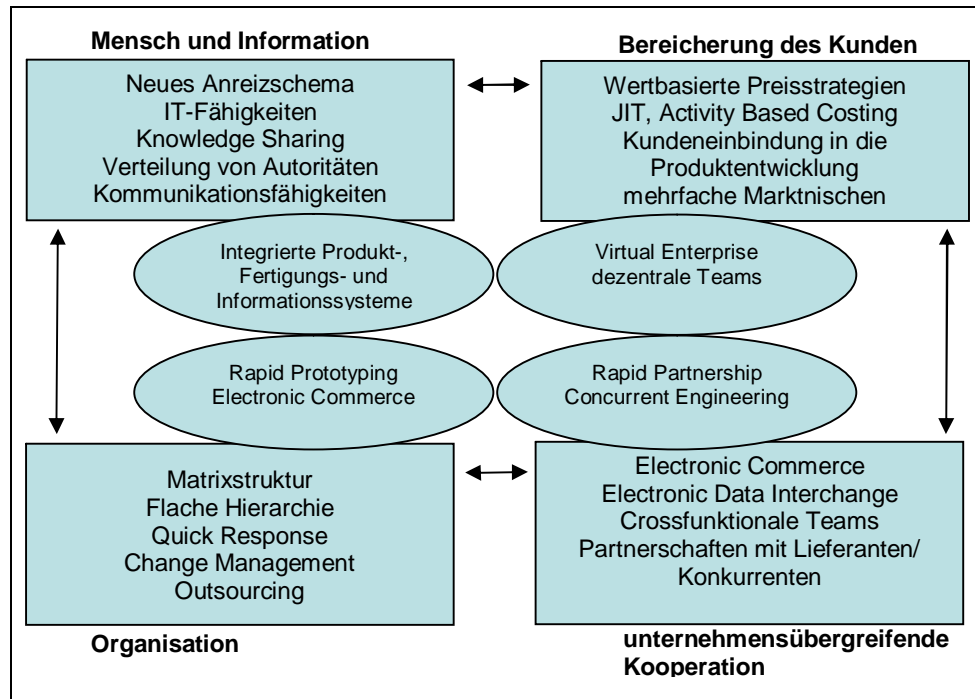 Mensch und Information
Neues Anreizschema
IT-Fähigkeiten
Knowledge Sharing
Verteilung von Autoritäten
Kommunikationsfähigkeiten
Bereicherung des Kunden
Wertbasierte Preisstrategien
JIT, Activity Based Costing
Kundeneinbindung in die
Produktentwicklung
mehrfache Marktnischen
Integrierte Produkt-,
Fertigungs- und
Informationssysteme
Virtual Enterprise
dezentrale Teams
Rapid Prototyping
Electronic Commerce
Rapid Partnership
Concurrent Engineering
Matrixstruktur
Flache Hierarchie
Quick Response
Change Management
Outsourcing
Organisation
Electronic Commerce
Electronic Data Interchange
Crossfunktionale Teams
Partnerschaften mit Lieferanten/
Konkurrenten
unternehmensübergreifende
Kooperation